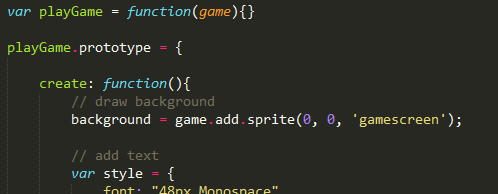 var playGame = function(game){}
playGame.prototype = {
create: function(){
// draw background
background = game.add.sprite(0, 0, 'gamescreen');
// add text
var style = {
font: "48px Monospace"